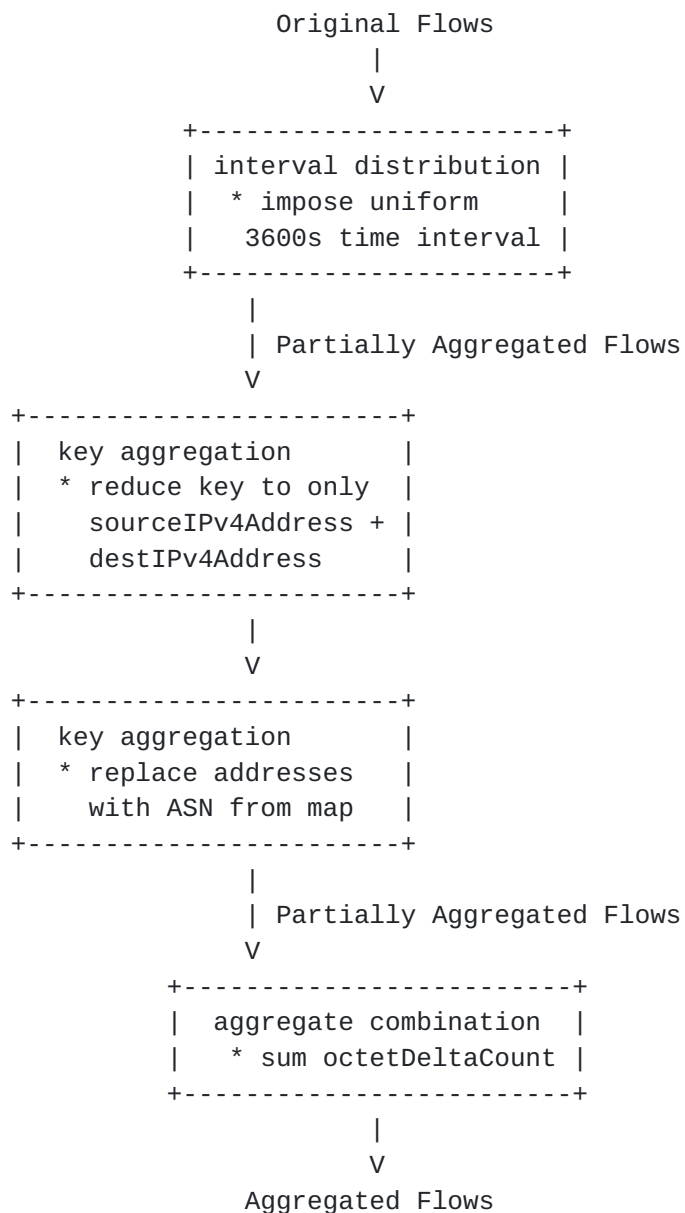 Original Flows
|
V
+-----------------------+
| interval distribution |
|  * impose uniform     |
|   3600s time interval |
+-----------------------+
|
| Partially Aggregated Flows
V
+------------------------+
|  key aggregation       |
|  * reduce key to only  |
|    sourceIPv4Address + |
|    destIPv4Address     |
+------------------------+
|
V
+------------------------+
|  key aggregation       |
|  * replace addresses   |
|    with ASN from map   |
+------------------------+
|
| Partially Aggregated Flows
V
+-------------------------+
|  aggregate combination  |
|   * sum octetDeltaCount |
+-------------------------+
|
V
Aggregated Flows